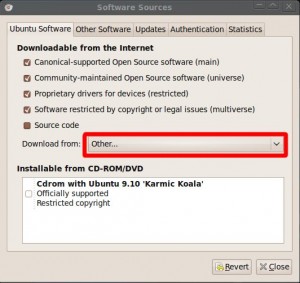 Software Sources
Ubuntu Software
Other Software
Updates
Authentication
Statistics
Downloadable from the Internet
Canonical-supported Open Source software (main)
Community-maintained Open Source software (universe)
Proprietary drivers for devices (restricted)
Software restricted by copyright or legal issues (multiverse)
Source code
Download from: Other...
Installable from CD-ROM/DVD
Cdrom with Ubuntu 9.10 'Karmic Koala'
Officially supported
Restricted copyright
Revert
Close